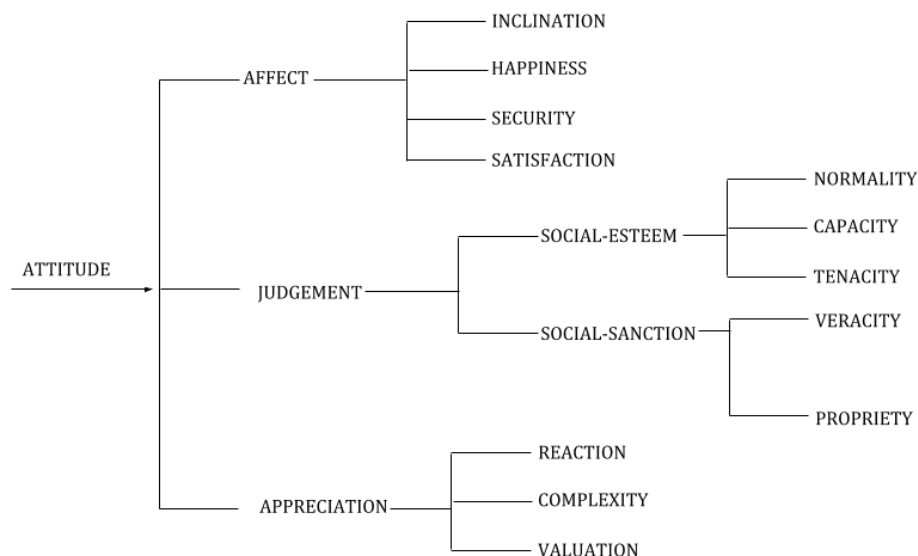 INCLINATION
HAPPINESS
AFFECT
SECURITY
SATISFACTION
NORMALITY
CAPACITY
SOCIAL-ESTEEM
TENACITY
ATTITUDE
JUDGEMENT
VERACITY
SOCIAL-SANCTION
PROPRIETY
REACTION
COMPLEXITY
APPRECIATION
VALUATION